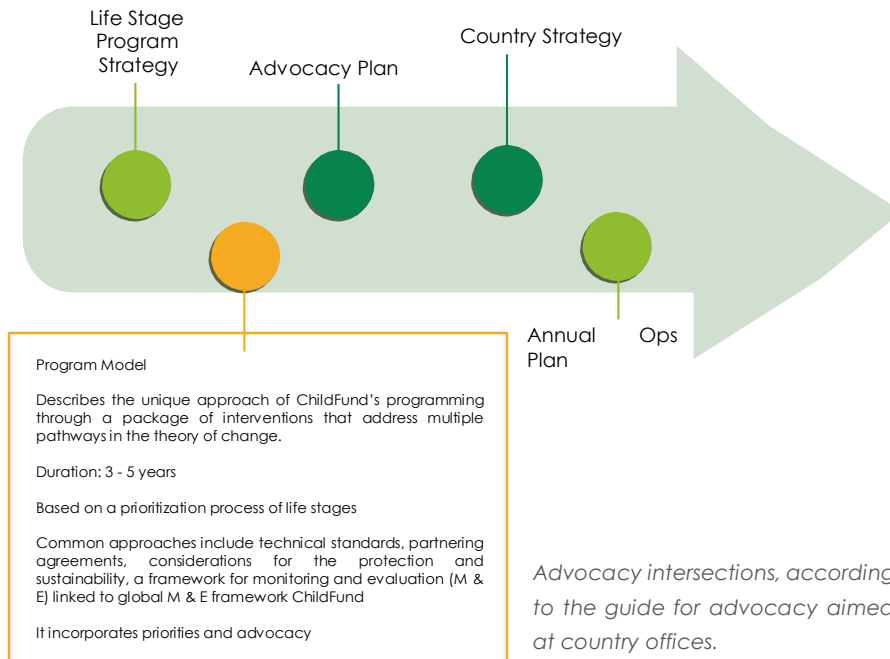 Life Stage
Program
Strategy
Advocacy Plan
Country Strategy
Annual Ops
Plan
Program Model
Describes the unique approach of ChildFund's programming
through a package of interventions that address multiple
pathways in the theory of change.
Duration: 3 - 5 years
Based on a prioritization process of life stages
Common approaches include technical standards, partnering
agreements, considerations for the protection and
sustainability, a framework for monitoring and evaluation (M &
E) linked to global M & E framework ChildFund
It incorporates priorities and advocacy
Advocacy intersections, according
to the guide for advocacy aimed
at country offices.